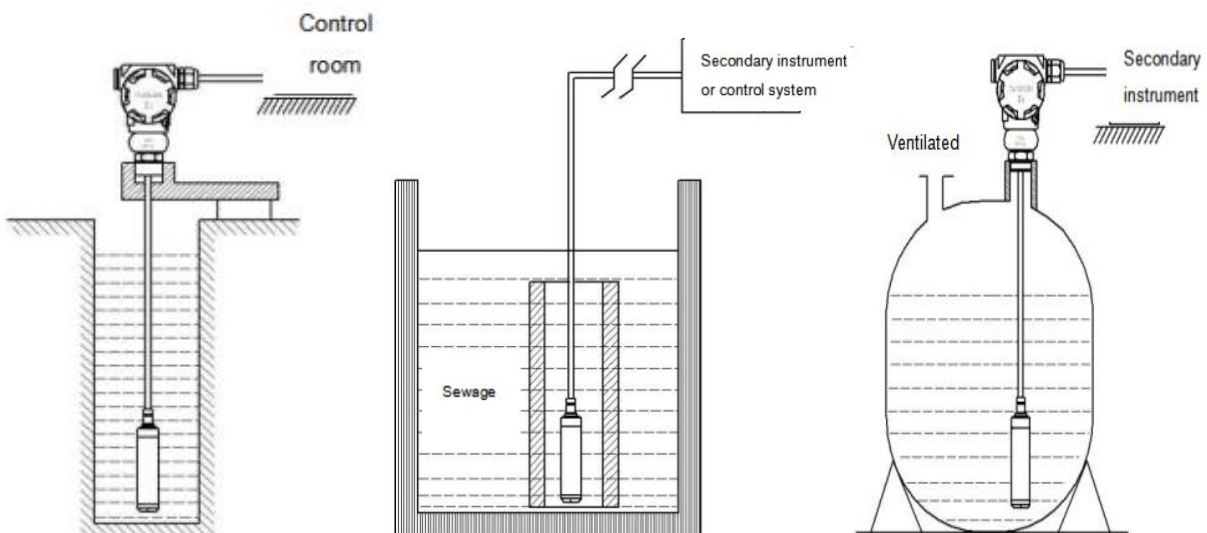 Control
room
Secondary instrument
or control system
Sewage
Ventilated
Secondary
instrument